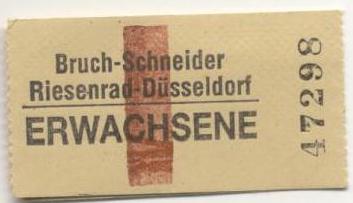 Bruch-Schneider
Riesenrad-Düsseldorf
ERWACHSENE
47298